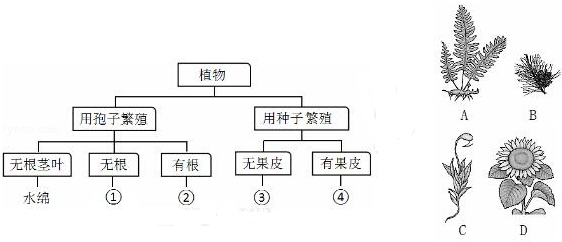 植物
用孢子繁殖 用种子繁殖
无根茎叶 无根 有根 无果皮 有果皮
水绵 ① ② ③ ④
A B
C D